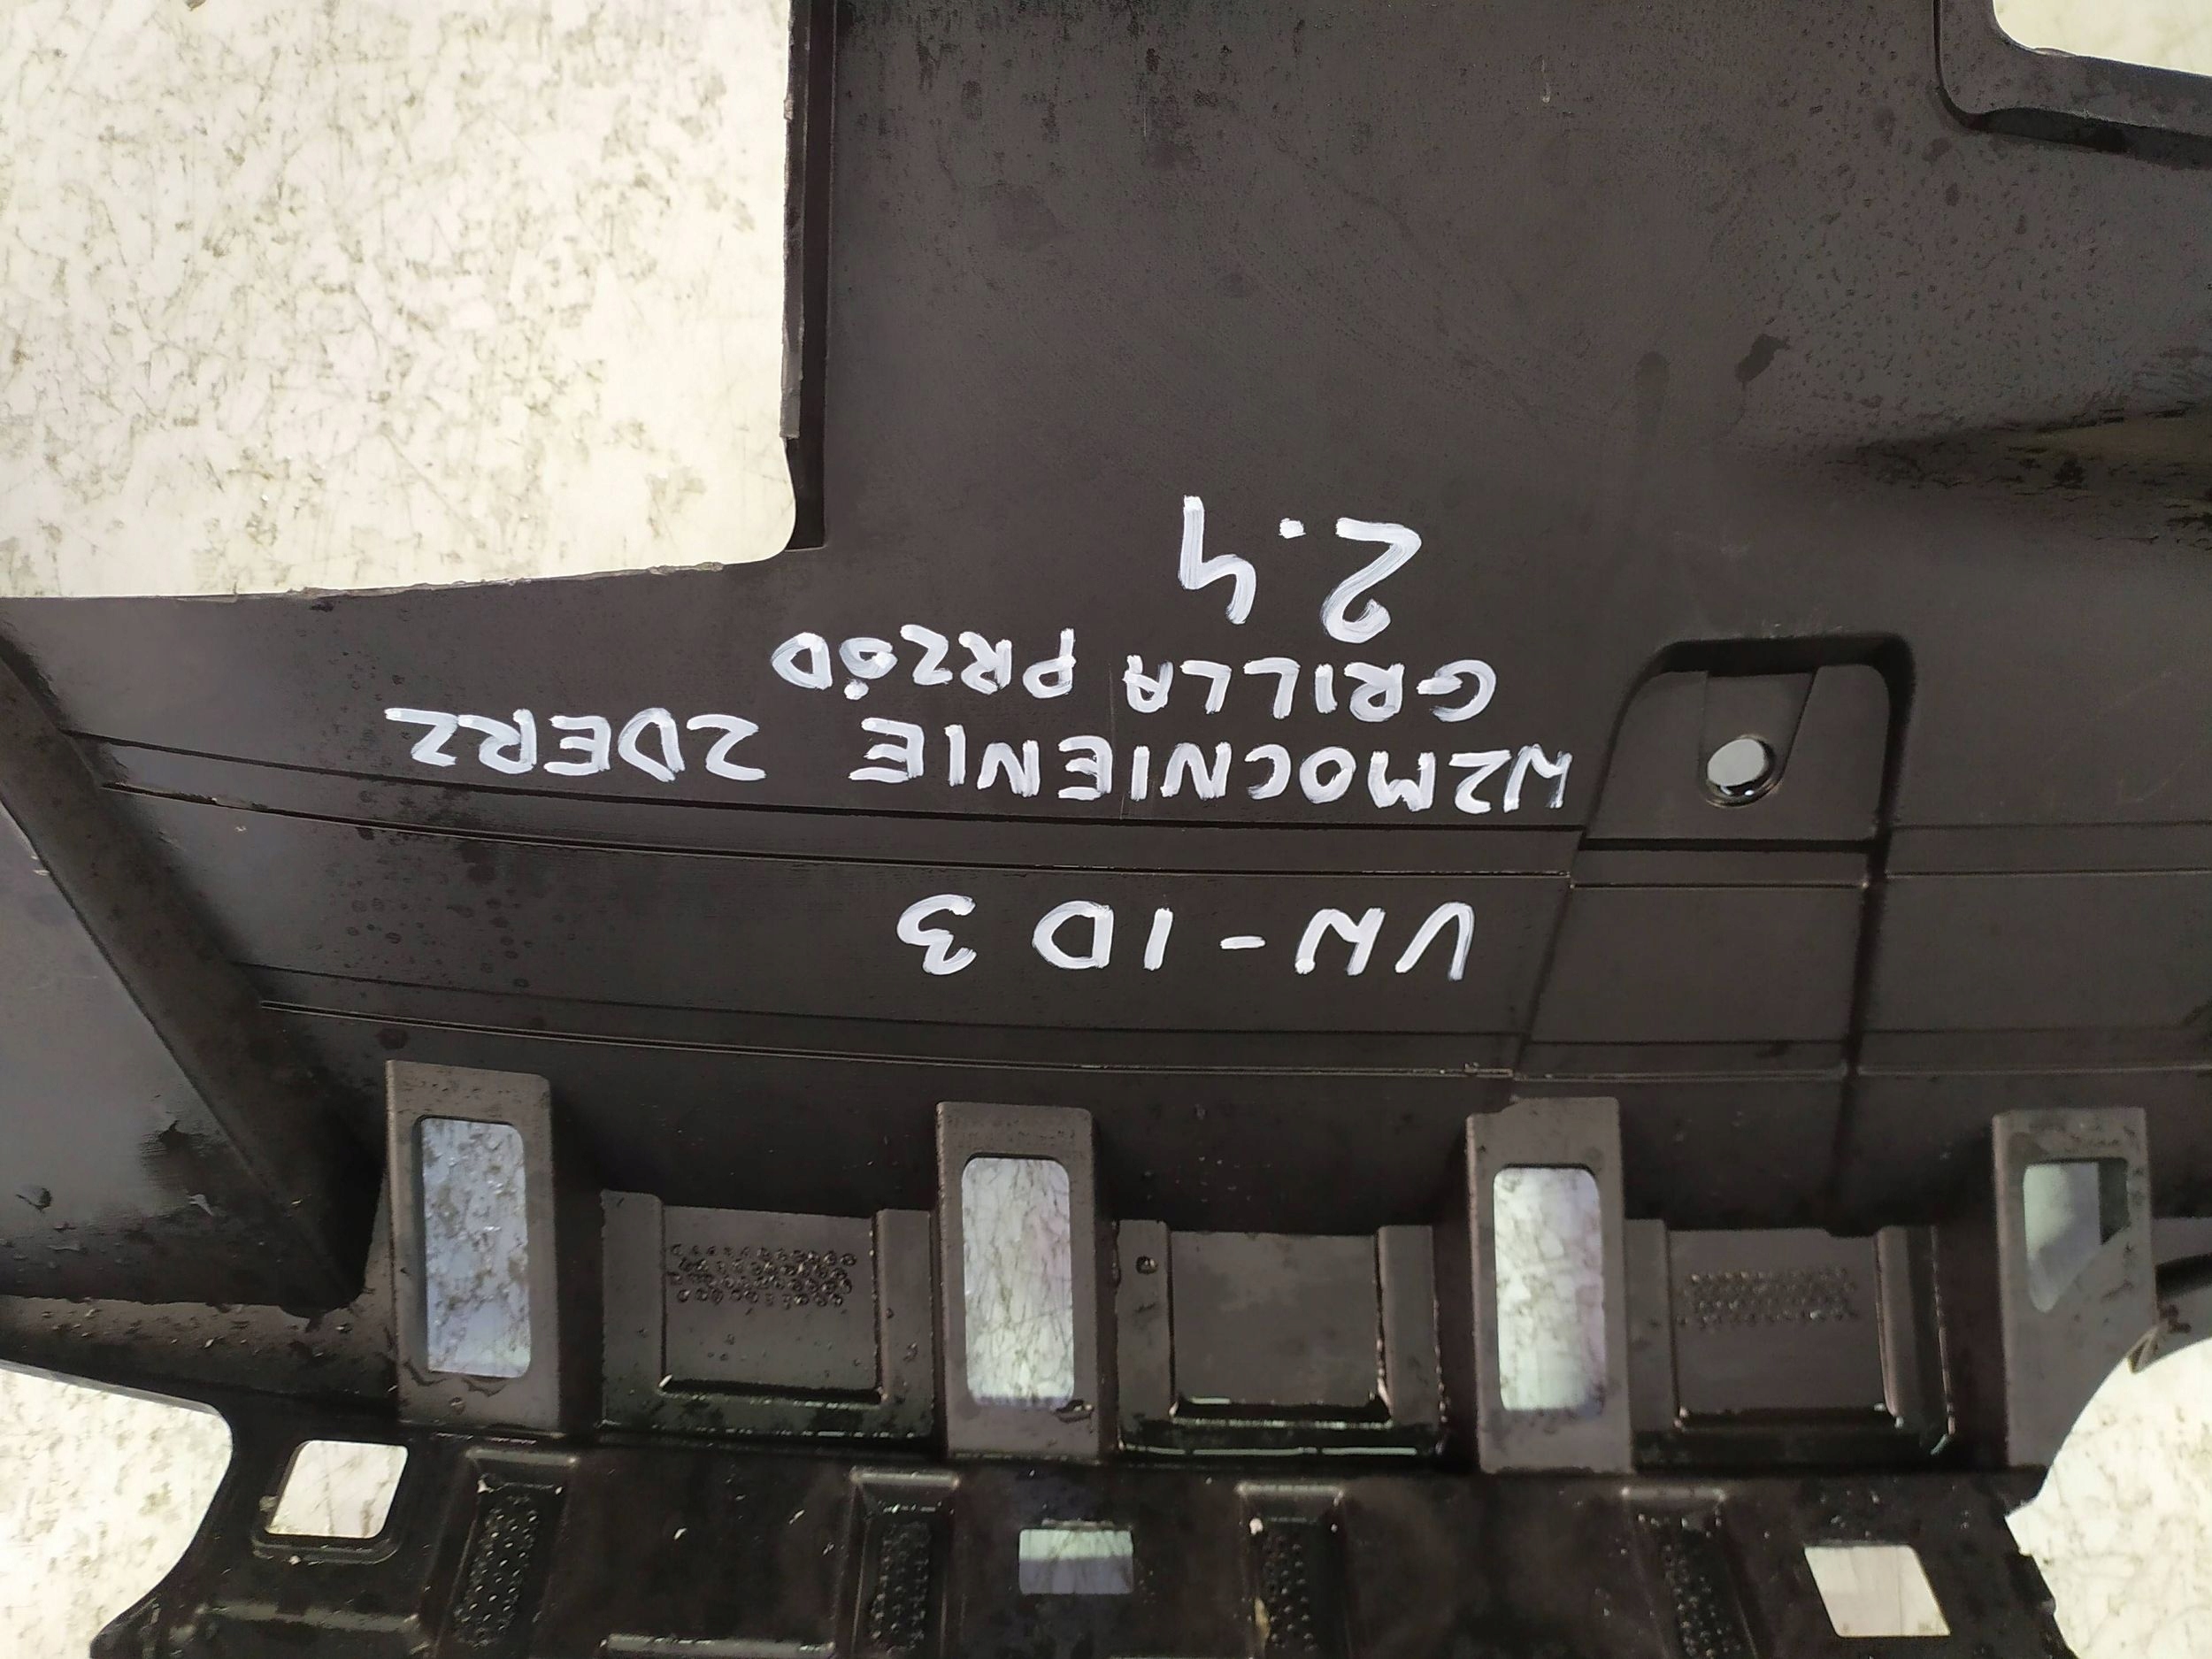 VW-ID3
WZMOCNIENIE ZDERZ
GRILLA PRZÓD
2.4